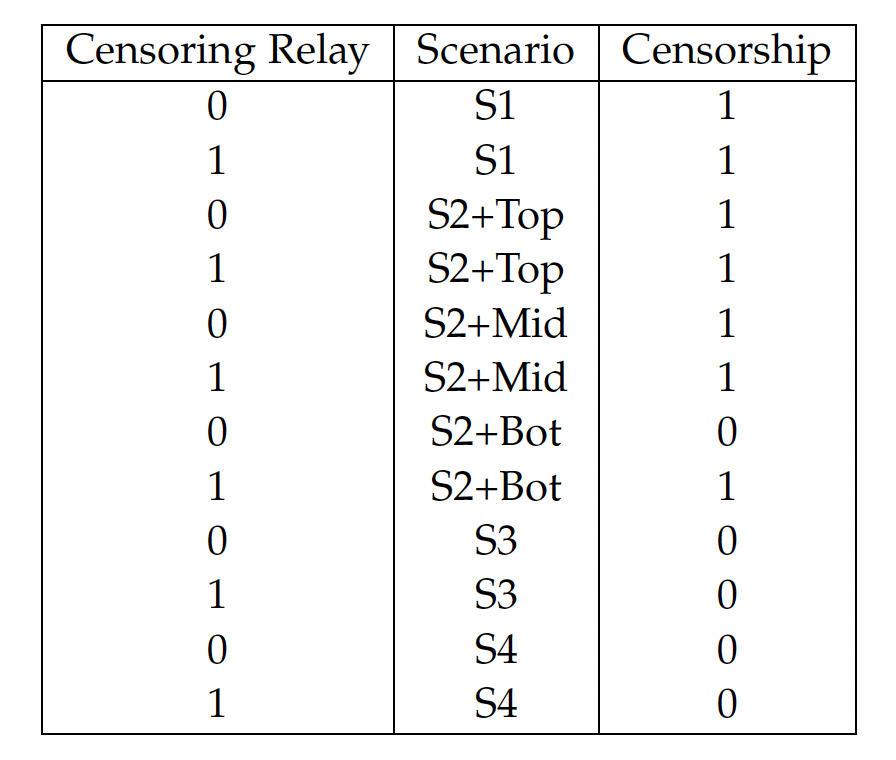 Censoring Relay Scenario Censorship
0 S1 1
1 S1 1
0 S2+Top 1
1 S2+Top 1
0 S2+Mid 1
1 S2+Mid 1
0 S2+Bot 0
1 S2+Bot 1
0 S3 0
1 S3 0
0 S4 0
1 S4 0